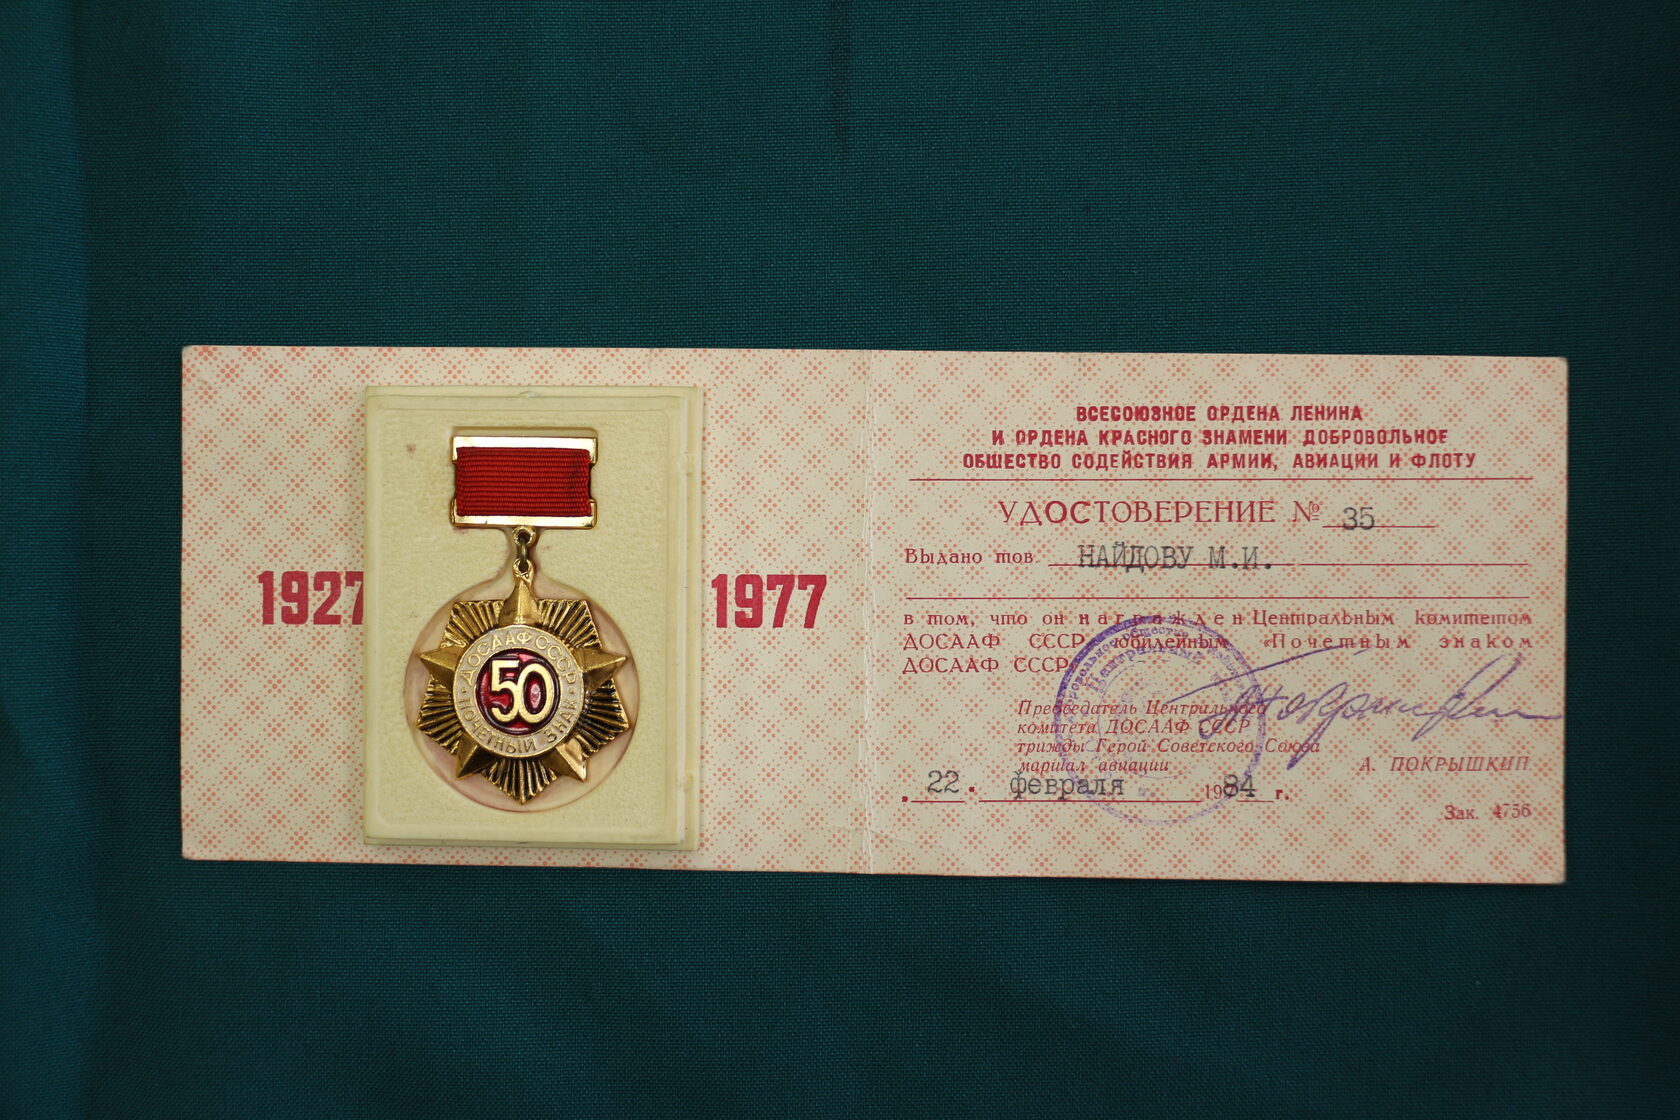 1927
1977
ДОСААФ СССР
50
ПОЧЕТНЫЙ ЗНАК
ВСЕСОЮЗНОЕ ОРДЕНА ЛЕНИНА
И ОРДЕНА КРАСНОГО ЗНАМЕНИ ДОБРОВОЛЬНОЕ
ОБЩЕСТВО СОДЕЙСТВИЯ АРМИИ, АВИАЦИИ И ФЛОТУ
УДОСТОВЕРЕНИЕ № 35
Выдано тов НАЙДОВУ М.И.
в том, что он награжден Центральным комитетом
ДОСААФ СССР юбилейным «Почетным знаком
ДОСААФ СССР
Председатель Центрального
комитета ДОСААФ СССР
трижды Герой Советского Союза
маршал авиации
А. ПОКРЫШКИН
22 февраля 1984 г.
Зак. 4756